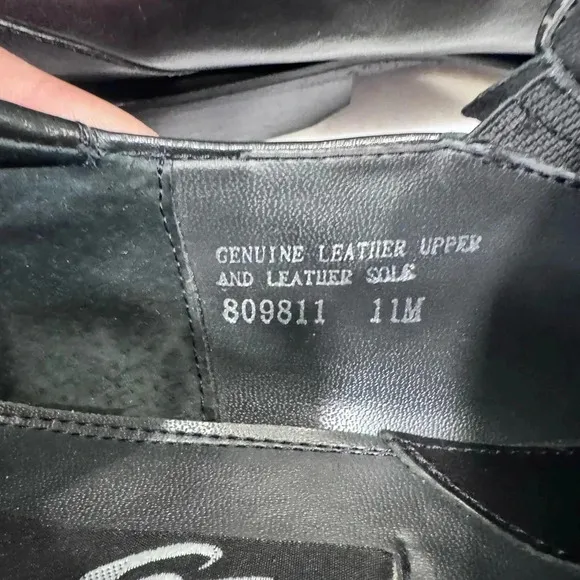 GENUINE LEATHER UPPER
AND LEATHER SOLE
809811 11M